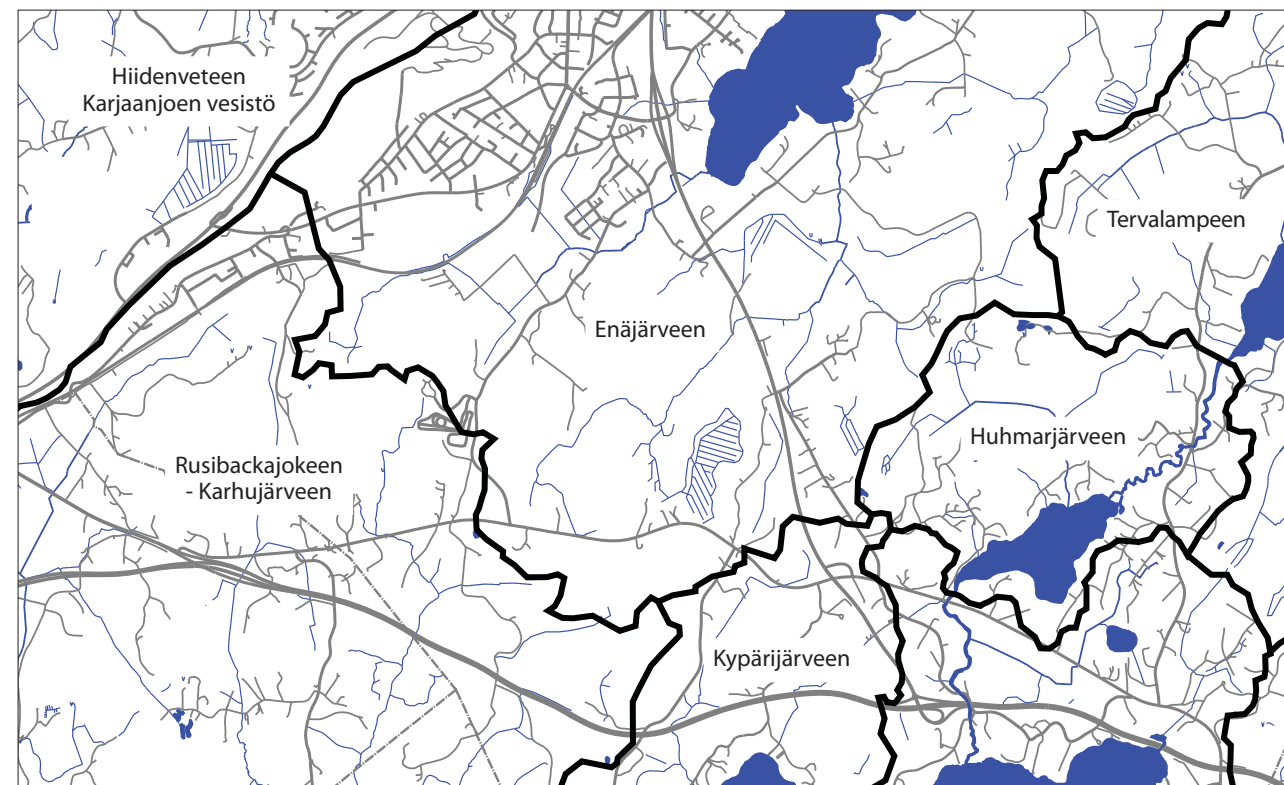 Hiidenveteen
Karjaanjoen vesistö
Tervalampeen
Enäjärveen
Huhmarjärveen
Rusibackajokeen
- Karhujärveen
Kypärijärveen